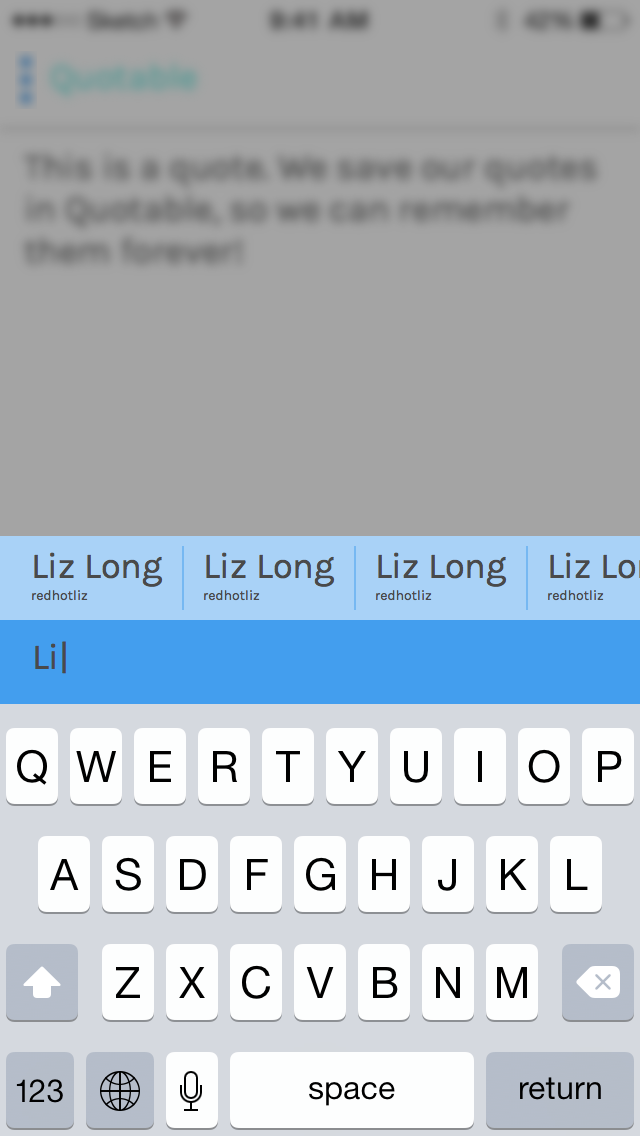 Sketch 9:41 AM 42%
Quotable
This is a quote. We save our quotes
in Quotable, so we can remember
them forever!
Liz Long Liz Long Liz Long Liz Lo
redhotliz redhotliz redhotliz redhotliz
Li
Q W E R T Y U I O P
A S D F G H J K L
Z X C V B N M
123 space return